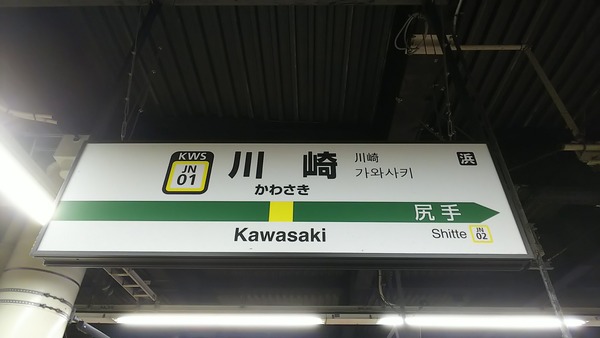 KWS
JN
01
川崎
かわさき
川崎
가와사키
浜
尻手
Kawasaki
Shitte
JN
02